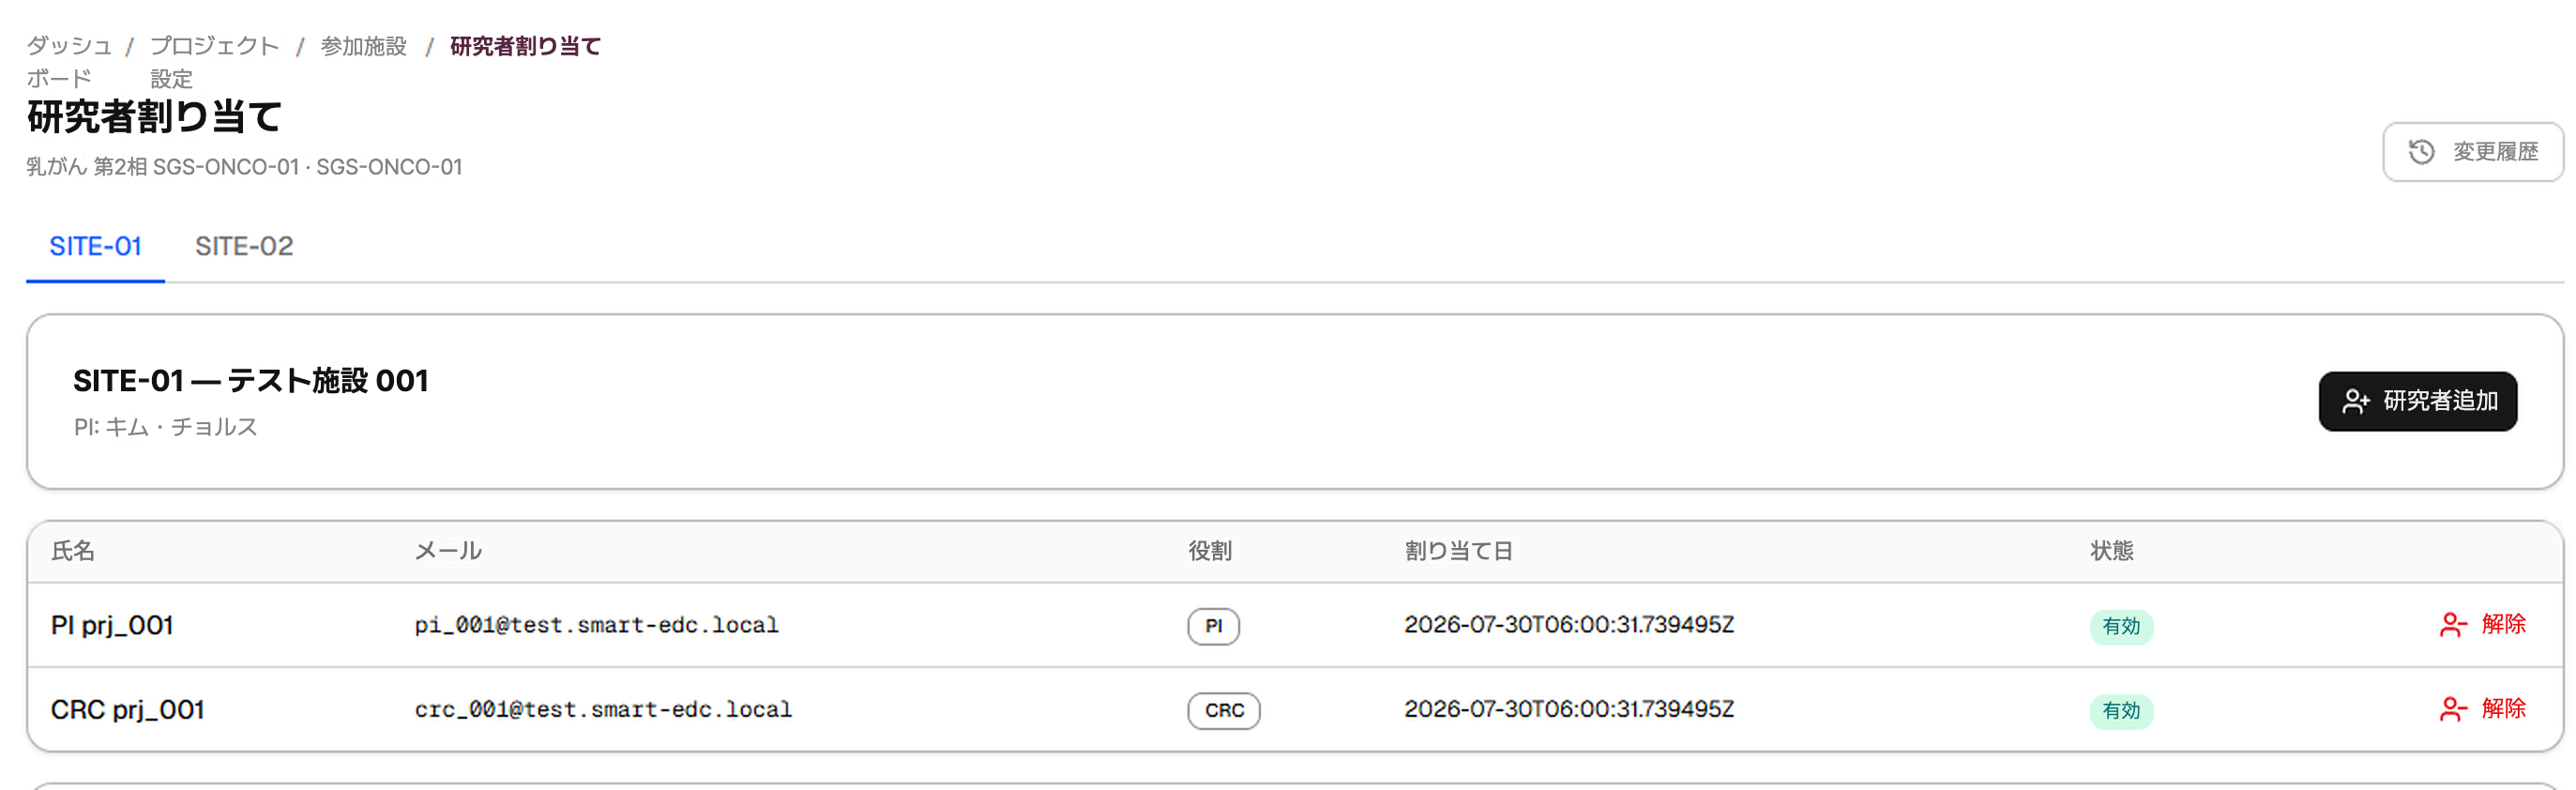 ダッシュボード / プロジェクト設定 / 参加施設 / 研究者割り当て
研究者割り当て
乳がん 第2相 SGS-ONCO-01 · SGS-ONCO-01
変更履歴
SITE-01 SITE-02
SITE-01 — テスト施設 001
PI: キム・チョルス
研究者追加
氏名 メール 役割 割り当て日 状態
PI prj_001 pi_001@test.smart-edc.local PI 2026-07-30T06:00:31.739495Z 有効 解除
CRC prj_001 crc_001@test.smart-edc.local CRC 2026-07-30T06:00:31.739495Z 有効 解除